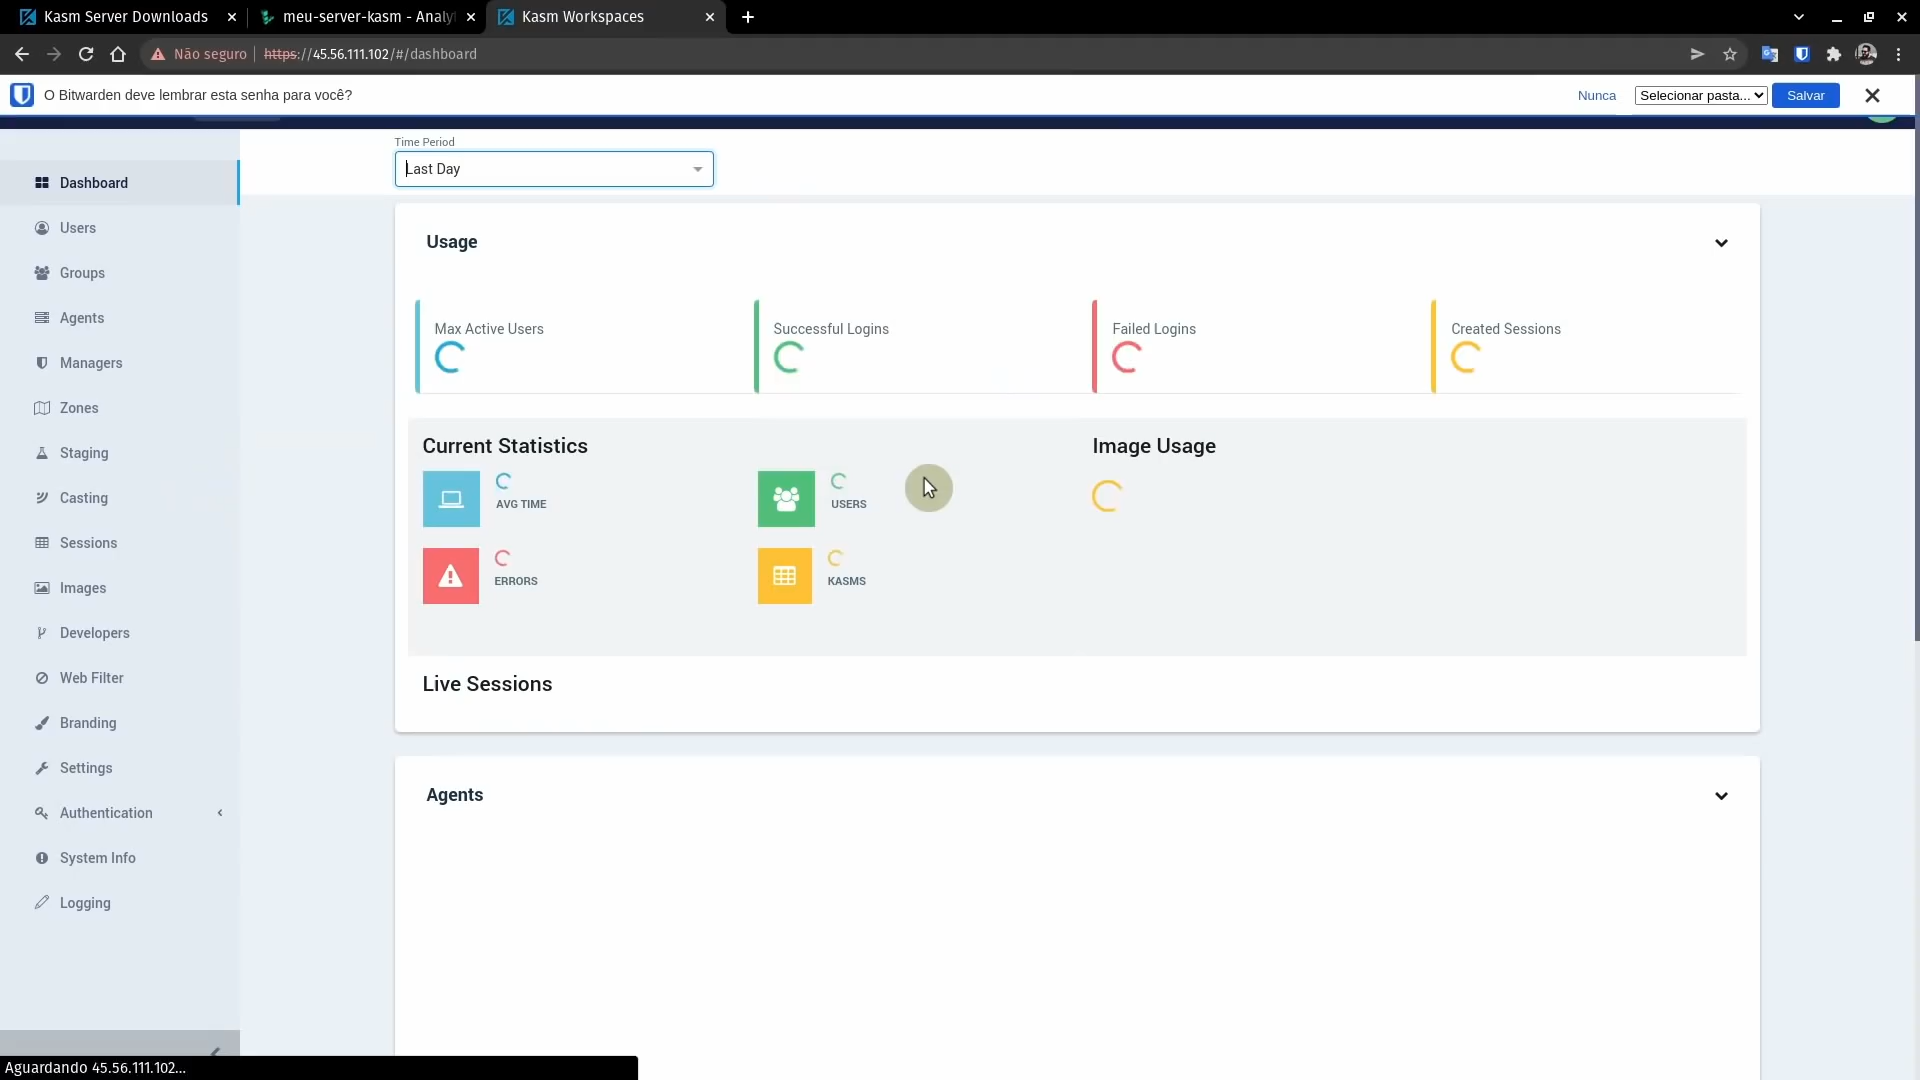 Kasm Server Downloads
meu-server-kasm - Analy
Kasm Workspaces
Não seguro
https://45.56.111.102/#/dashboard
O Bitwarden deve lembrar esta senha para você?
Nunca
Selecionar pasta...
Salvar
Time Period
Last Day
Dashboard
Users
Groups
Agents
Managers
Zones
Staging
Casting
Sessions
Images
Developers
Web Filter
Branding
Settings
Authentication
System Info
Logging
Usage
Max Active Users
Successful Logins
Failed Logins
Created Sessions
Current Statistics
AVG TIME
USERS
ERRORS
KASMS
Image Usage
Live Sessions
Agents
Aguardando 45.56.111.102...